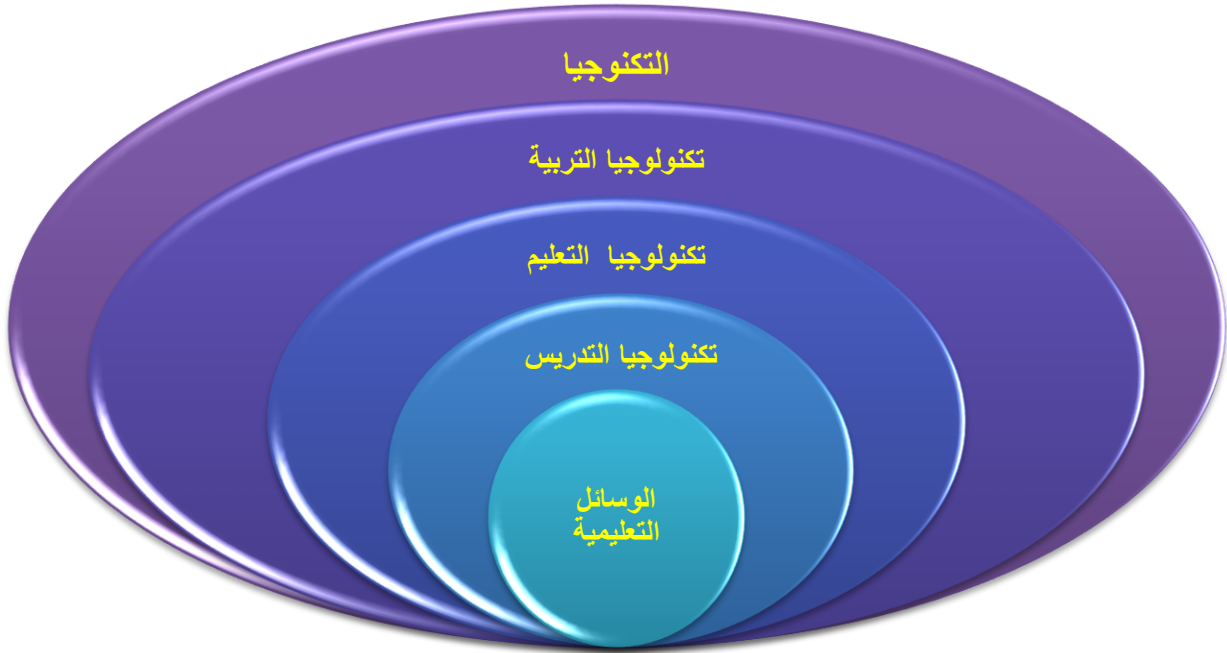 التكنوجيا
تكنولوجيا التربية
تكنولوجيا التعليم
تكنولوجيا التدريس
الوسائل
التعليمية